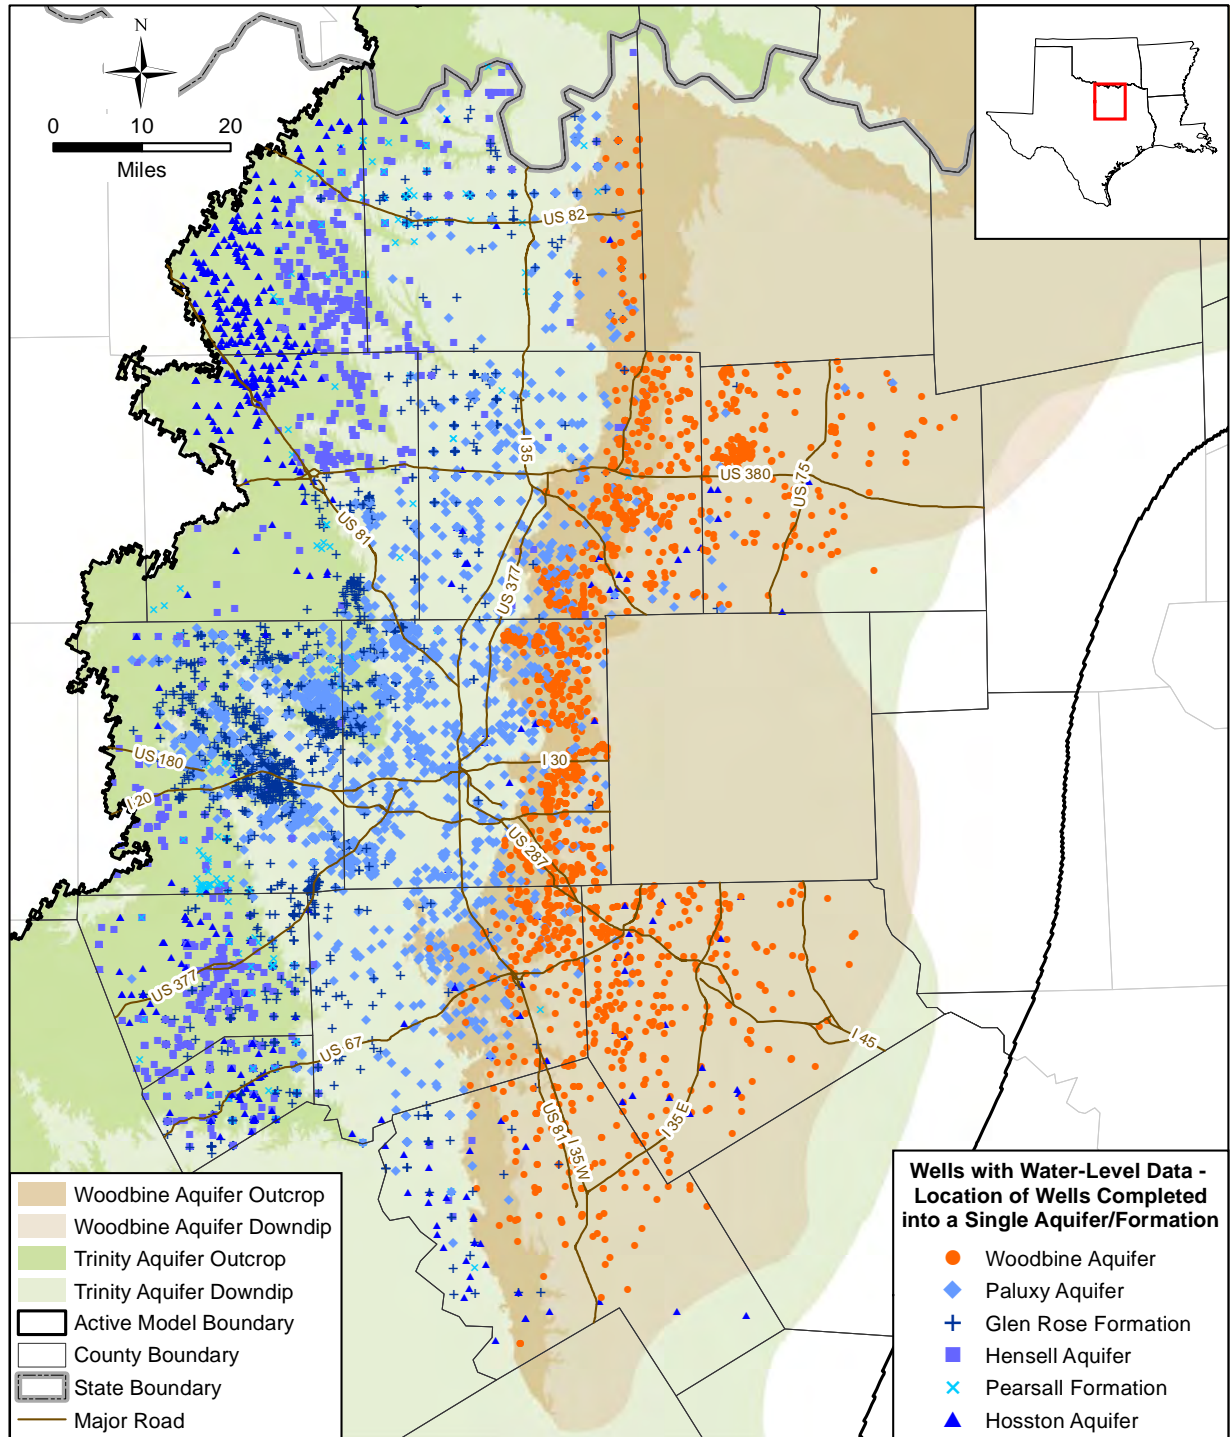 N
0 10 20
Miles
US 82
I 35
US 380
US 75
US 81
US 377
US 180
I 20
I 30
US 287
US 377
US 67
I 45
US 81
I 35 W
I 35 E
Woodbine Aquifer Outcrop
Woodbine Aquifer Downdip
Trinity Aquifer Outcrop
Trinity Aquifer Downdip
Active Model Boundary
County Boundary
State Boundary
Major Road
Wells with Water-Level Data -
Location of Wells Completed
into a Single Aquifer/Formation
Woodbine Aquifer
Paluxy Aquifer
Glen Rose Formation
Hensell Aquifer
Pearsall Formation
Hosston Aquifer